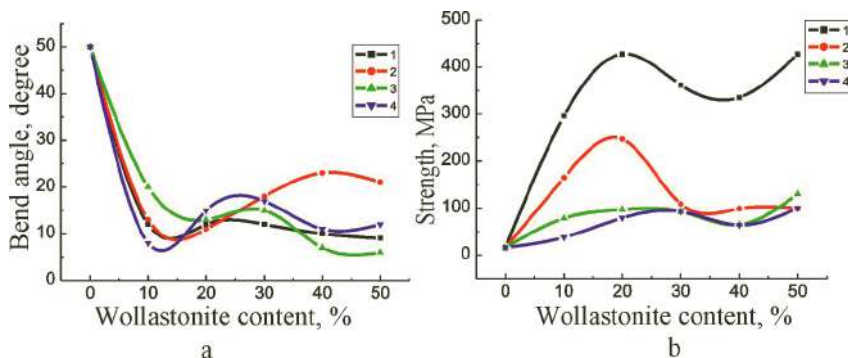 Bend angle, degree
50
40
30
20
10
0
0 10 20 30 40 50
Wollastonite content, %
a
1
2
3
4
Strength, MPa
500
400
300
200
100
0
0 10 20 30 40 50
Wollastonite content, %
b
1
2
3
4